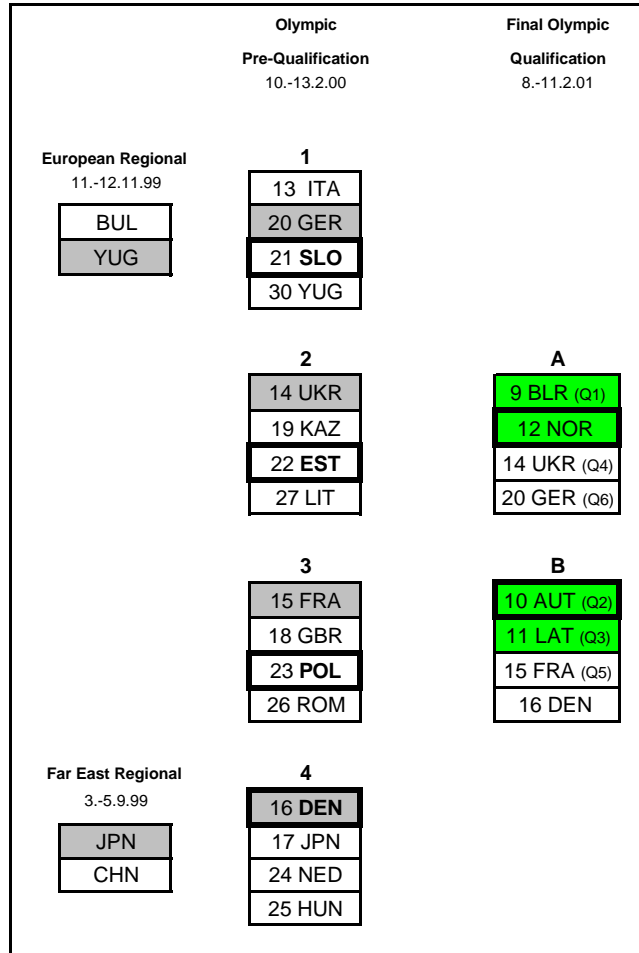 Olympic
Pre-Qualification
10.-13.2.00
Final Olympic
Qualification
8.-11.2.01
European Regional
11.-12.11.99
BUL
YUG
1
13 ITA
20 GER
21 SLO
30 YUG
2
14 UKR
19 KAZ
22 EST
27 LIT
A
9 BLR (Q1)
12 NOR
14 UKR (Q4)
20 GER (Q6)
3
15 FRA
18 GBR
23 POL
26 ROM
B
10 AUT (Q2)
11 LAT (Q3)
15 FRA (Q5)
16 DEN
Far East Regional
3.-5.9.99
JPN
CHN
4
16 DEN
17 JPN
24 NED
25 HUN